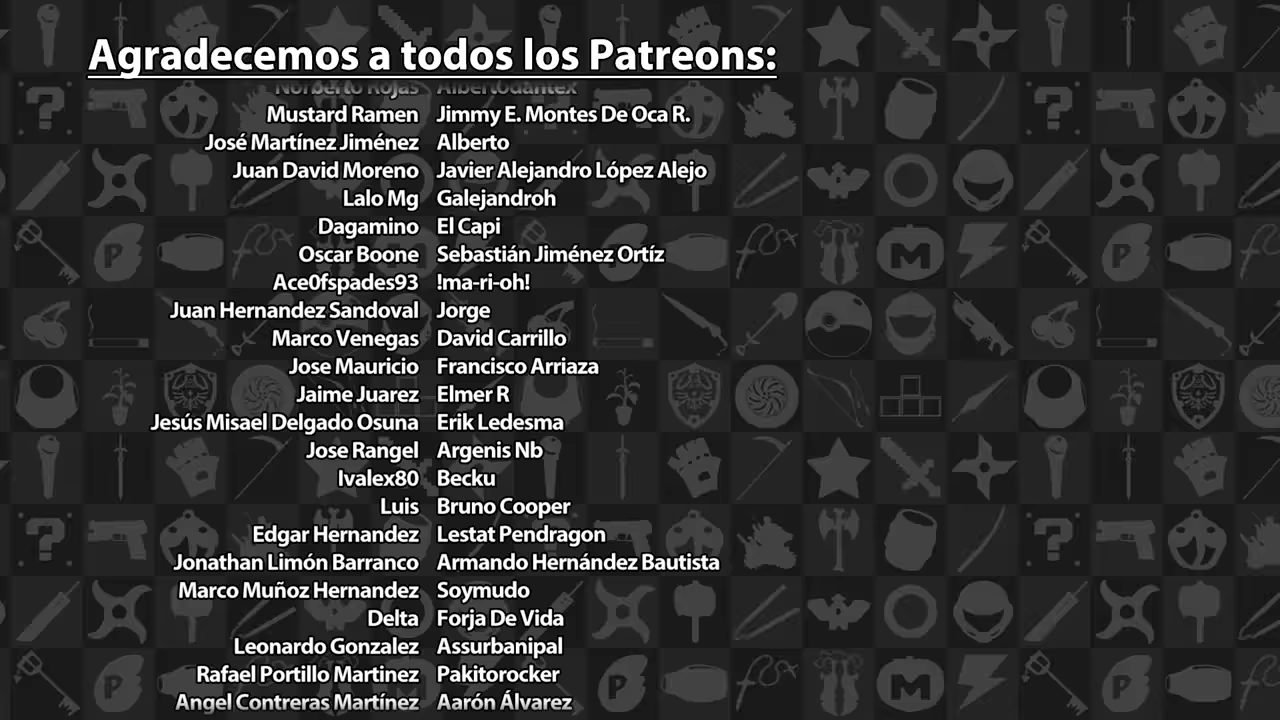 Agradecemos a todos los Patreons:
Norberto Rojas Albertodantex
Mustard Ramen Jimmy E. Montes De Oca R.
José Martínez Jiménez Alberto
Juan David Moreno Javier Alejandro López Alejo
Lalo Mg Galejandroh
Dagamino El Capi
Oscar Boone Sebastián Jiménez Ortíz
Ace0fspades93 !ma-ri-oh!
Juan Hernandez Sandoval Jorge
Marco Venegas David Carrillo
Jose Mauricio Francisco Arriaza
Jaime Juarez Elmer R
Jesús Misael Delgado Osuna Erik Ledesma
Jose Rangel Argenis Nb
Ivalex80 Becku
Luis Bruno Cooper
Edgar Hernandez Lestat Pendragon
Jonathan Limón Barranco Armando Hernández Bautista
Marco Muñoz Hernandez Soymudo
Delta Forja De Vida
Leonardo Gonzalez Assurbanipal
Rafael Portillo Martinez Pakitorocker
Angel Contreras Martínez Aarón Álvarez